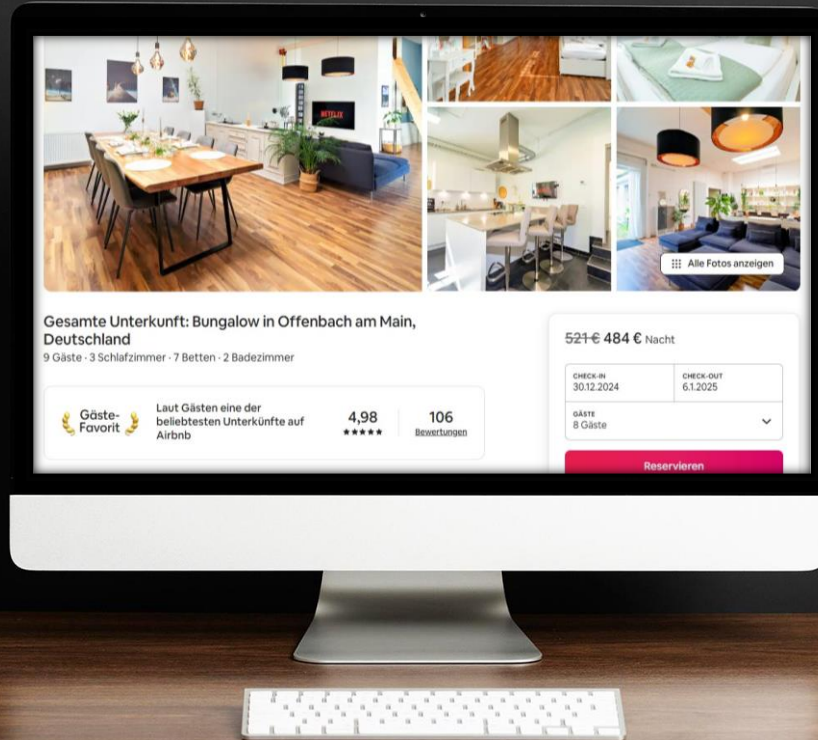 NETFLIX
Alle Fotos anzeigen
Gesamte Unterkunft: Bungalow in Offenbach am Main,
Deutschland
9 Gäste · 3 Schlafzimmer · 7 Betten · 2 Badezimmer
Gäste-
Favorit
Laut Gästen eine der
beliebtesten Unterkünfte auf
Airbnb
4,98
★★★★★
106
Bewertungen
521 € 484 € Nacht
CHECK-IN
30.12.2024
CHECK-OUT
6.1.2025
GÄSTE
8 Gäste
Reservieren